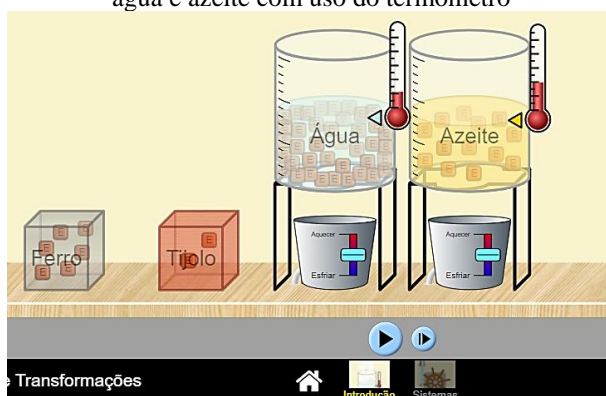 água e azeite com uso do termômetro
Água
Azeite
E E E E E E E E E E E E E E E E E E E E E E
E E E E E E E E E
Ferro
E E E E E E
Tijolo
E E
Aquecer
Esfriar
Aquecer
Esfriar
e Transformações
Introdução
Sistemas